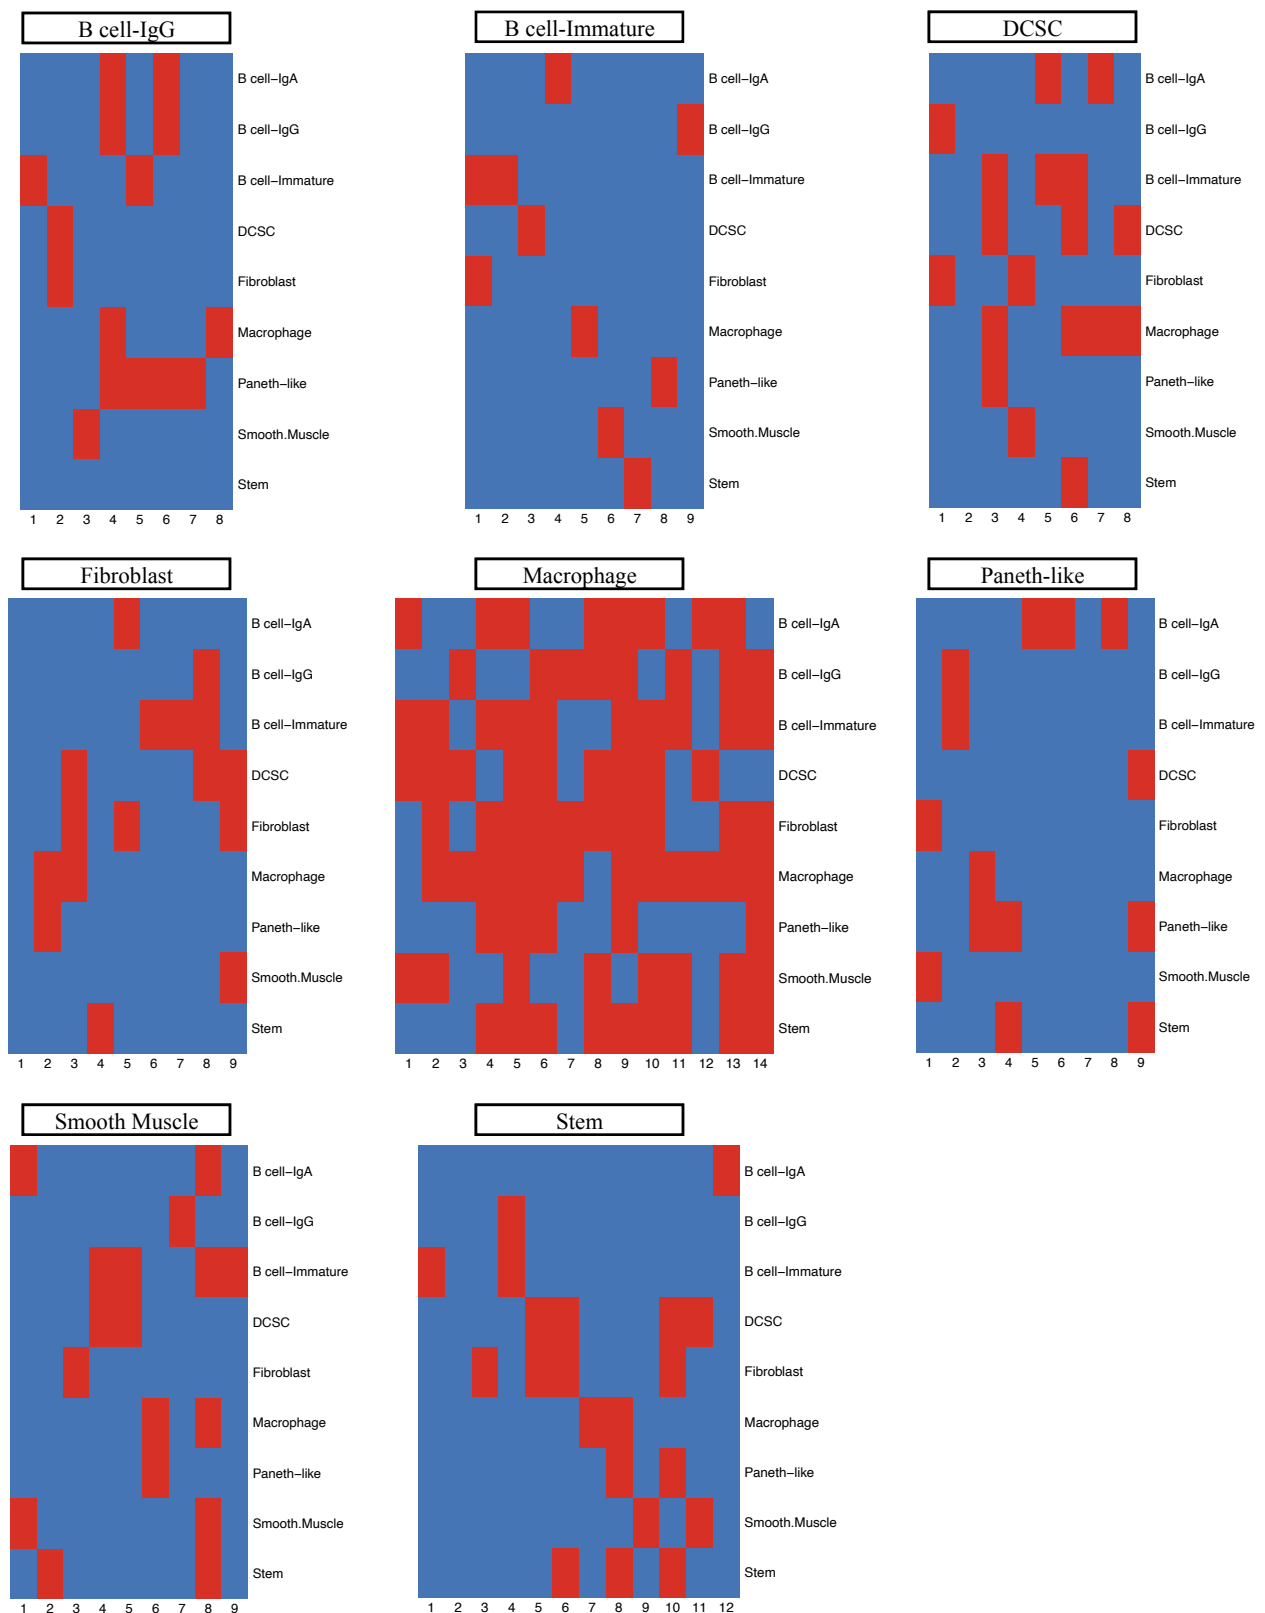 B cell-IgG
B cell-Immature
DCSC
B cell–IgA
B cell–IgG
B cell–Immature
DCSC
Fibroblast
Macrophage
Paneth–like
Smooth.Muscle
Stem
1 2 3 4 5 6 7 8
B cell–IgA
B cell–IgG
B cell–Immature
DCSC
Fibroblast
Macrophage
Paneth–like
Smooth.Muscle
Stem
1 2 3 4 5 6 7 8 9
B cell–IgA
B cell–IgG
B cell–Immature
DCSC
Fibroblast
Macrophage
Paneth–like
Smooth.Muscle
Stem
1 2 3 4 5 6 7 8
Fibroblast
Macrophage
Paneth-like
B cell–IgA
B cell–IgG
B cell–Immature
DCSC
Fibroblast
Macrophage
Paneth–like
Smooth.Muscle
Stem
1 2 3 4 5 6 7 8 9
B cell–IgA
B cell–IgG
B cell–Immature
DCSC
Fibroblast
Macrophage
Paneth–like
Smooth.Muscle
Stem
1 2 3 4 5 6 7 8 9 10 11 12 13 14
B cell–IgA
B cell–IgG
B cell–Immature
DCSC
Fibroblast
Macrophage
Paneth–like
Smooth.Muscle
Stem
1 2 3 4 5 6 7 8 9
Smooth Muscle
Stem
B cell–IgA
B cell–IgG
B cell–Immature
DCSC
Fibroblast
Macrophage
Paneth–like
Smooth.Muscle
Stem
1 2 3 4 5 6 7 8 9
B cell–IgA
B cell–IgG
B cell–Immature
DCSC
Fibroblast
Macrophage
Paneth–like
Smooth.Muscle
Stem
1 2 3 4 5 6 7 8 9 10 11 12